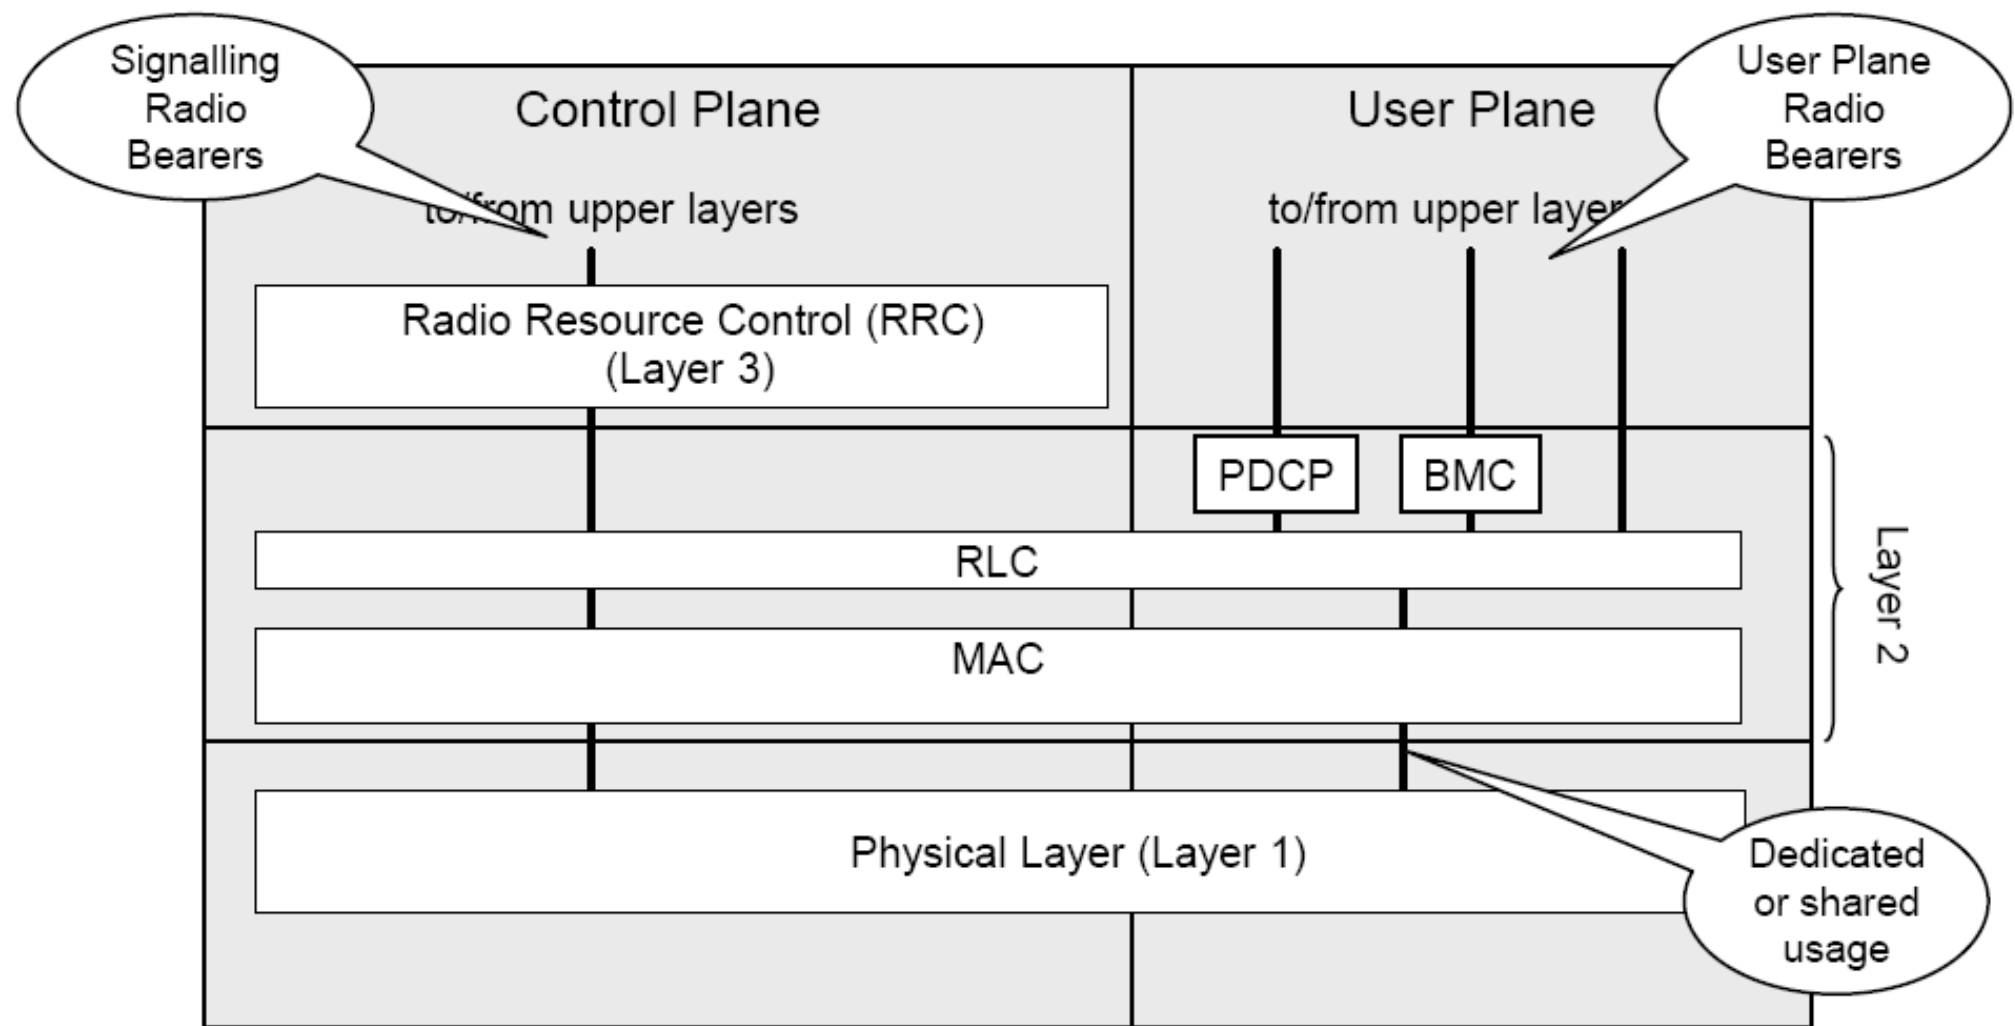 Signalling
Radio
Bearers
Control Plane
User Plane
User Plane
Radio
Bearers
to/from upper layers
to/from upper layer
Radio Resource Control (RRC)
(Layer 3)
PDCP
BMC
RLC
MAC
Layer 2
Physical Layer (Layer 1)
Dedicated
or shared
usage